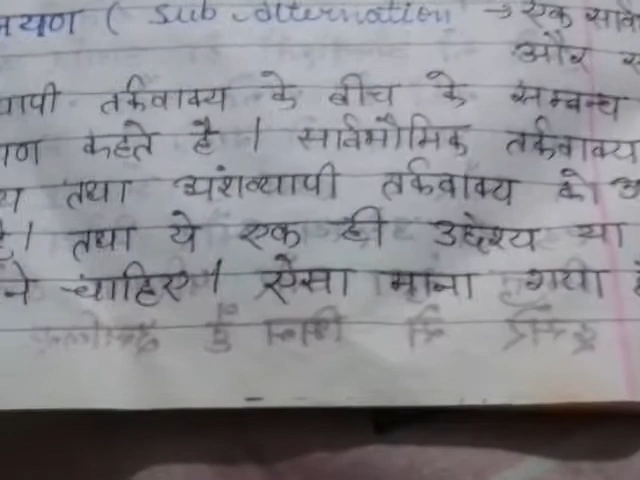 मयण ( Sub-alternation → एक सार्व
और
व्यापी तर्कवाक्य के बीच के सम्बन्ध
कहते है । सार्वभौमिक तर्कवाक्य
तथा अंशव्यापी तर्कवाक्य को
है। तथा ये एक ही उद्देश्य या
ने चाहिए। ऐसा माना गया है